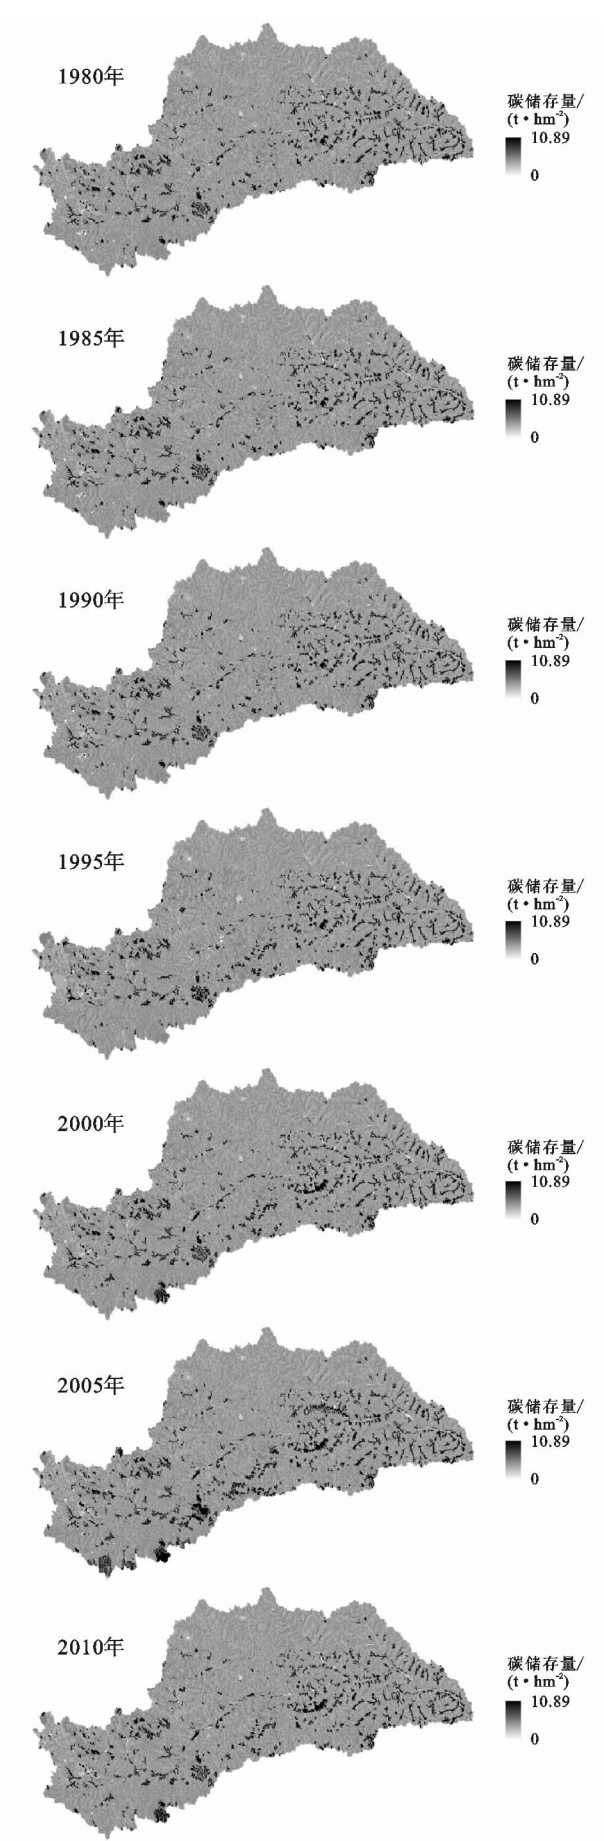 1980年
碳储存量/
(t·hm⁻²)
10.89
0
1985年
碳储存量/
(t·hm⁻²)
10.89
0
1990年
碳储存量/
(t·hm⁻²)
10.89
0
1995年
碳储存量/
(t·hm⁻²)
10.89
0
2000年
碳储存量/
(t·hm⁻²)
10.89
0
2005年
碳储存量/
(t·hm⁻²)
10.89
0
2010年
碳储存量/
(t·hm⁻²)
10.89
0